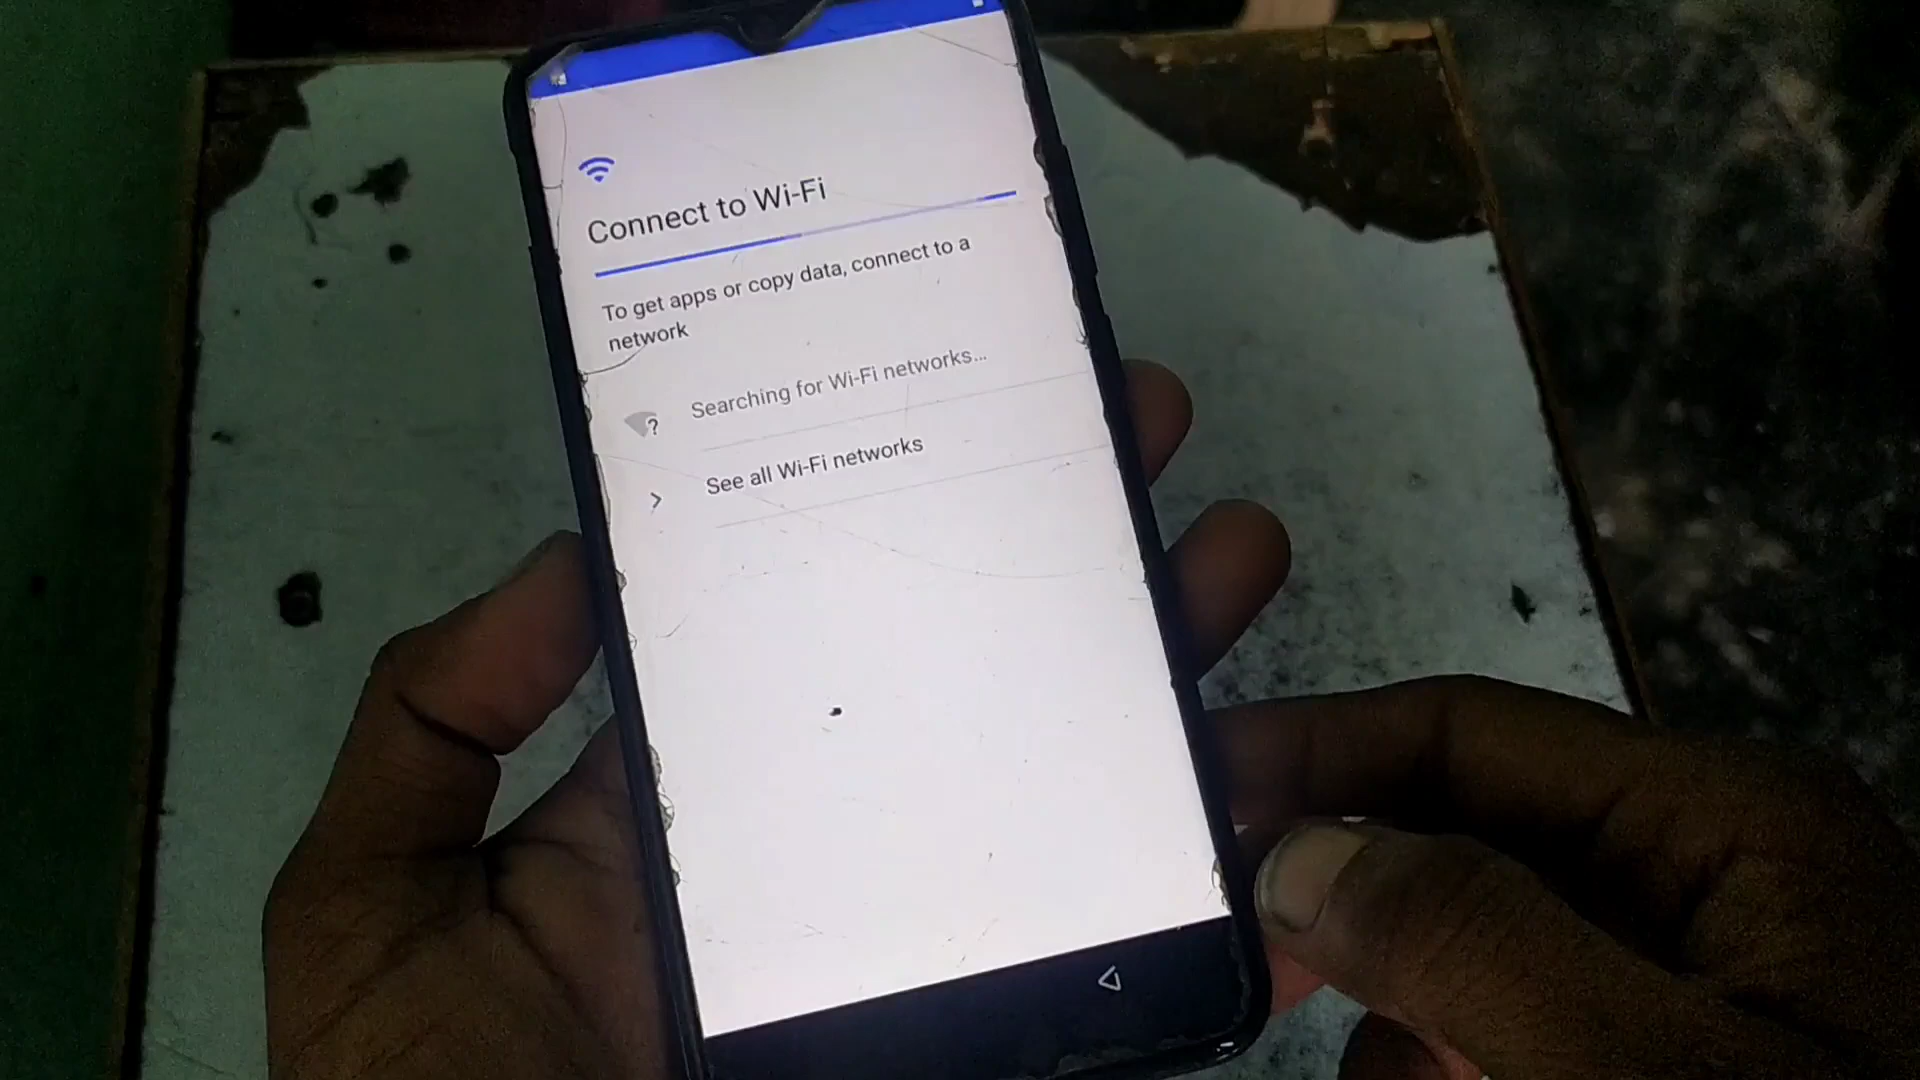 Connect to Wi-Fi
To get apps or copy data, connect to a
network
Searching for Wi-Fi networks...
?
See all Wi-Fi networks